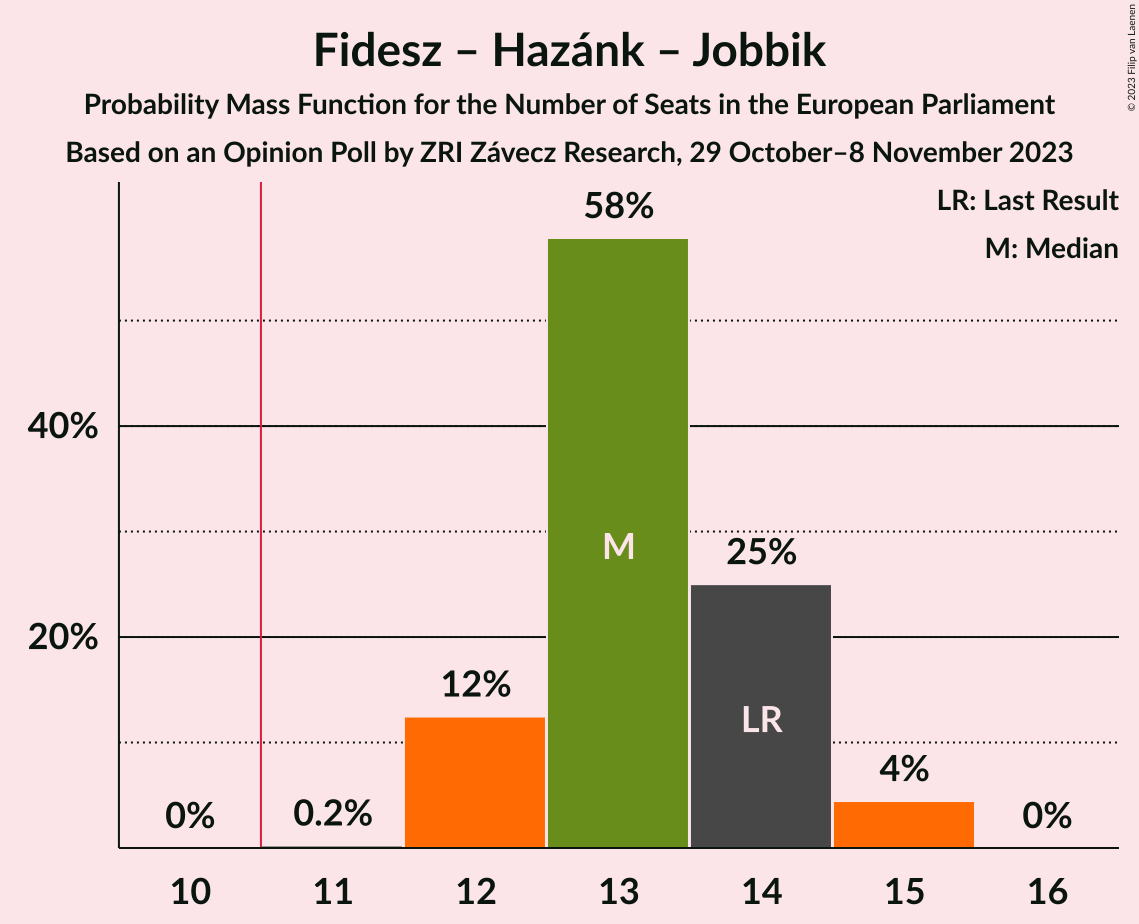 Fidesz – Hazánk – Jobbik
Probability Mass Function for the Number of Seats in the European Parliament
Based on an Opinion Poll by ZRI Závecz Research, 29 October–8 November 2023
© 2023 Filip van Laenen
LR: Last Result
M: Median
58%
40%
M
25%
20%
12%
LR
4%
0%
0.2%
0%
10 11 12 13 14 15 16